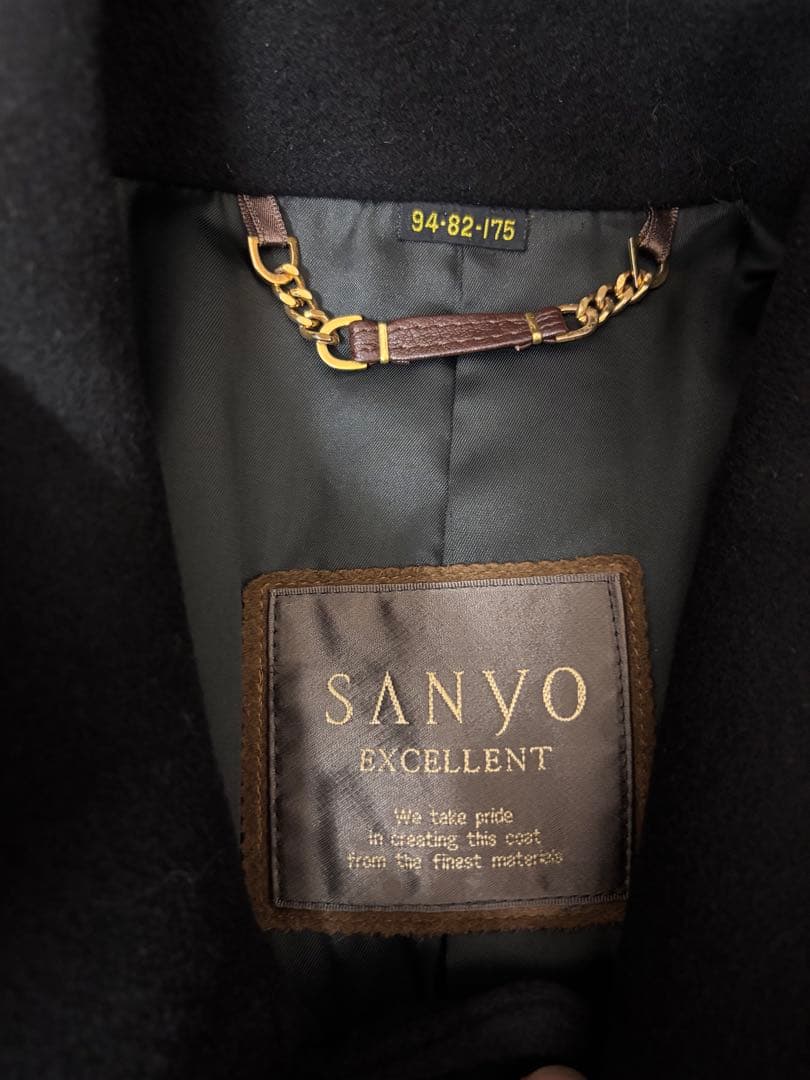 94-82-175
SANYO
EXCELLENT
We take pride
in creating this coat
from the finest materials